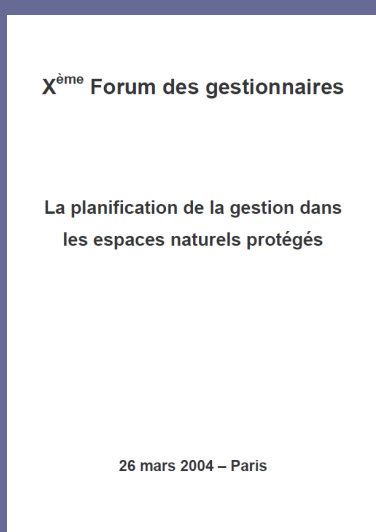 Xème Forum des gestionnaires
La planification de la gestion dans
les espaces naturels protégés
26 mars 2004 – Paris